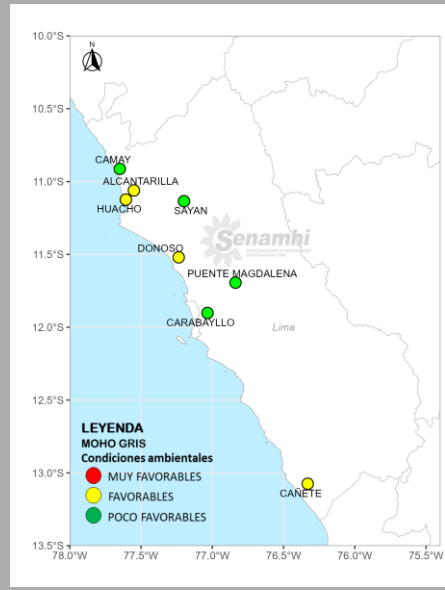 10.0°S
N
10.5°S
CAMAY
11.0°S
ALCANTARILLA
HUACHO
SAYAN
11.5°S
DONOSO
Senamhi
PUENTE MAGDALENA
12.0°S
CARABAYLLO
Lima
12.5°S
LEYENDA
MOHO GRIS
Condiciones ambientales
MUY FAVORABLES
FAVORABLES
POCO FAVORABLES
13.0°S
CAÑETE
13.5°S
78.0°W 77.5°W 77.0°W 76.5°W 76.0°W 75.5°W